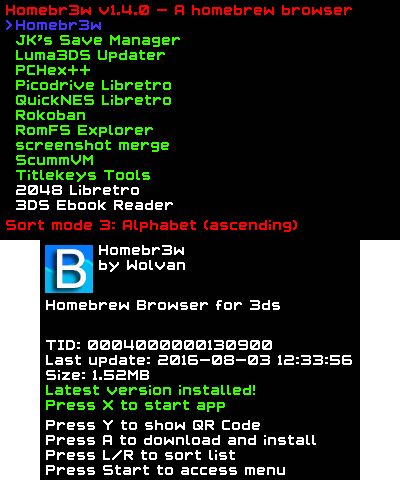 Homebr3w v1.4.0 – A homebrew browser
>Homebr3w
JK's Save Manager
Luma3DS Updater
PCHex++
Picodrive Libretro
QuickNES Libretro
Rokoban
RomFS Explorer
screenshot merge
ScummVM
Titlekeys Tools
2048 Libretro
3DS Ebook Reader
Sort mode 3: Alphabet (ascending)
B
Homebr3w
by Wolvan
Homebrew Browser for 3ds
TID: 0004000000130900
Last update: 2016-08-03 12:33:56
Size: 1.52MB
Latest version installed!
Press X to start app
Press Y to show QR Code
Press A to download and install
Press L/R to sort list
Press Start to access menu